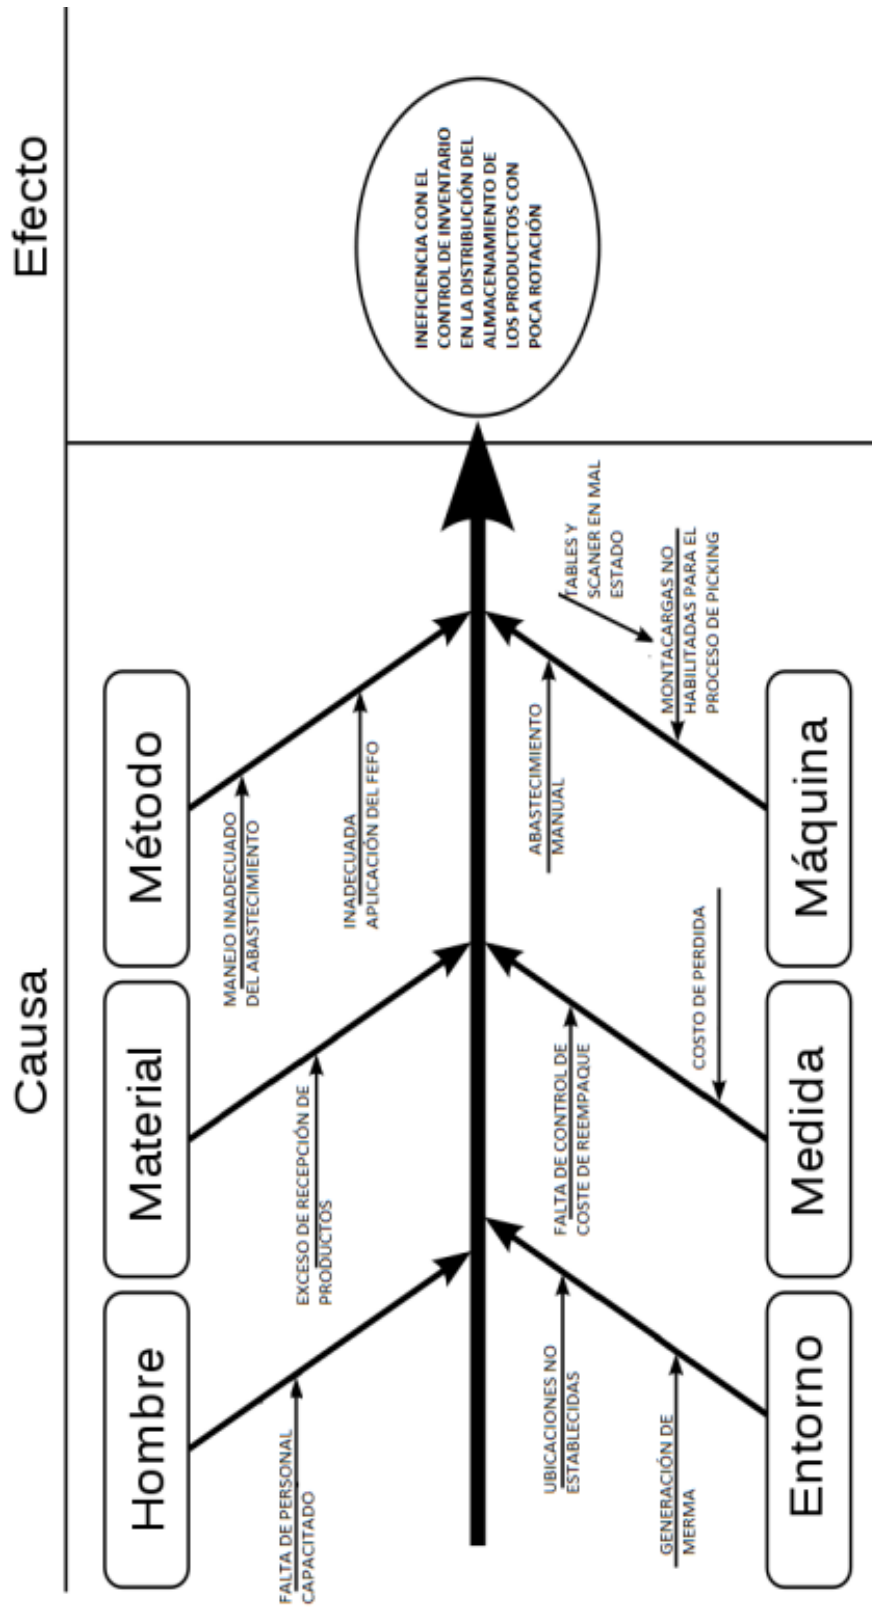 Causa
Efecto
Hombre
Material
Método
FALTA DE PERSONAL
CAPACITADO
EXCESO DE RECEPCIÓN DE
PRODUCTOS
MANEJO INADECUADO
DEL ABASTECIMIENTO
INADECUADA
APLICACIÓN DEL FEFO
INEFICIENCIA CON EL
CONTROL DE INVENTARIO
EN LA DISTRIBUCIÓN DEL
ALMACENAMIENTO DE
LOS PRODUCTOS CON
POCA ROTACIÓN
UBICACIONES NO
ESTABLECIDAS
GENERACIÓN DE
MERMA
FALTA DE CONTROL DE
COSTE DE REEMPAQUE
COSTO DE PERDIDA
ABASTECIMIENTO
MANUAL
TABLES Y
SCANER EN MAL
ESTADO
MONTACARGAS NO
HABILITADAS PARA EL
PROCESO DE PICKING
Entorno
Medida
Máquina